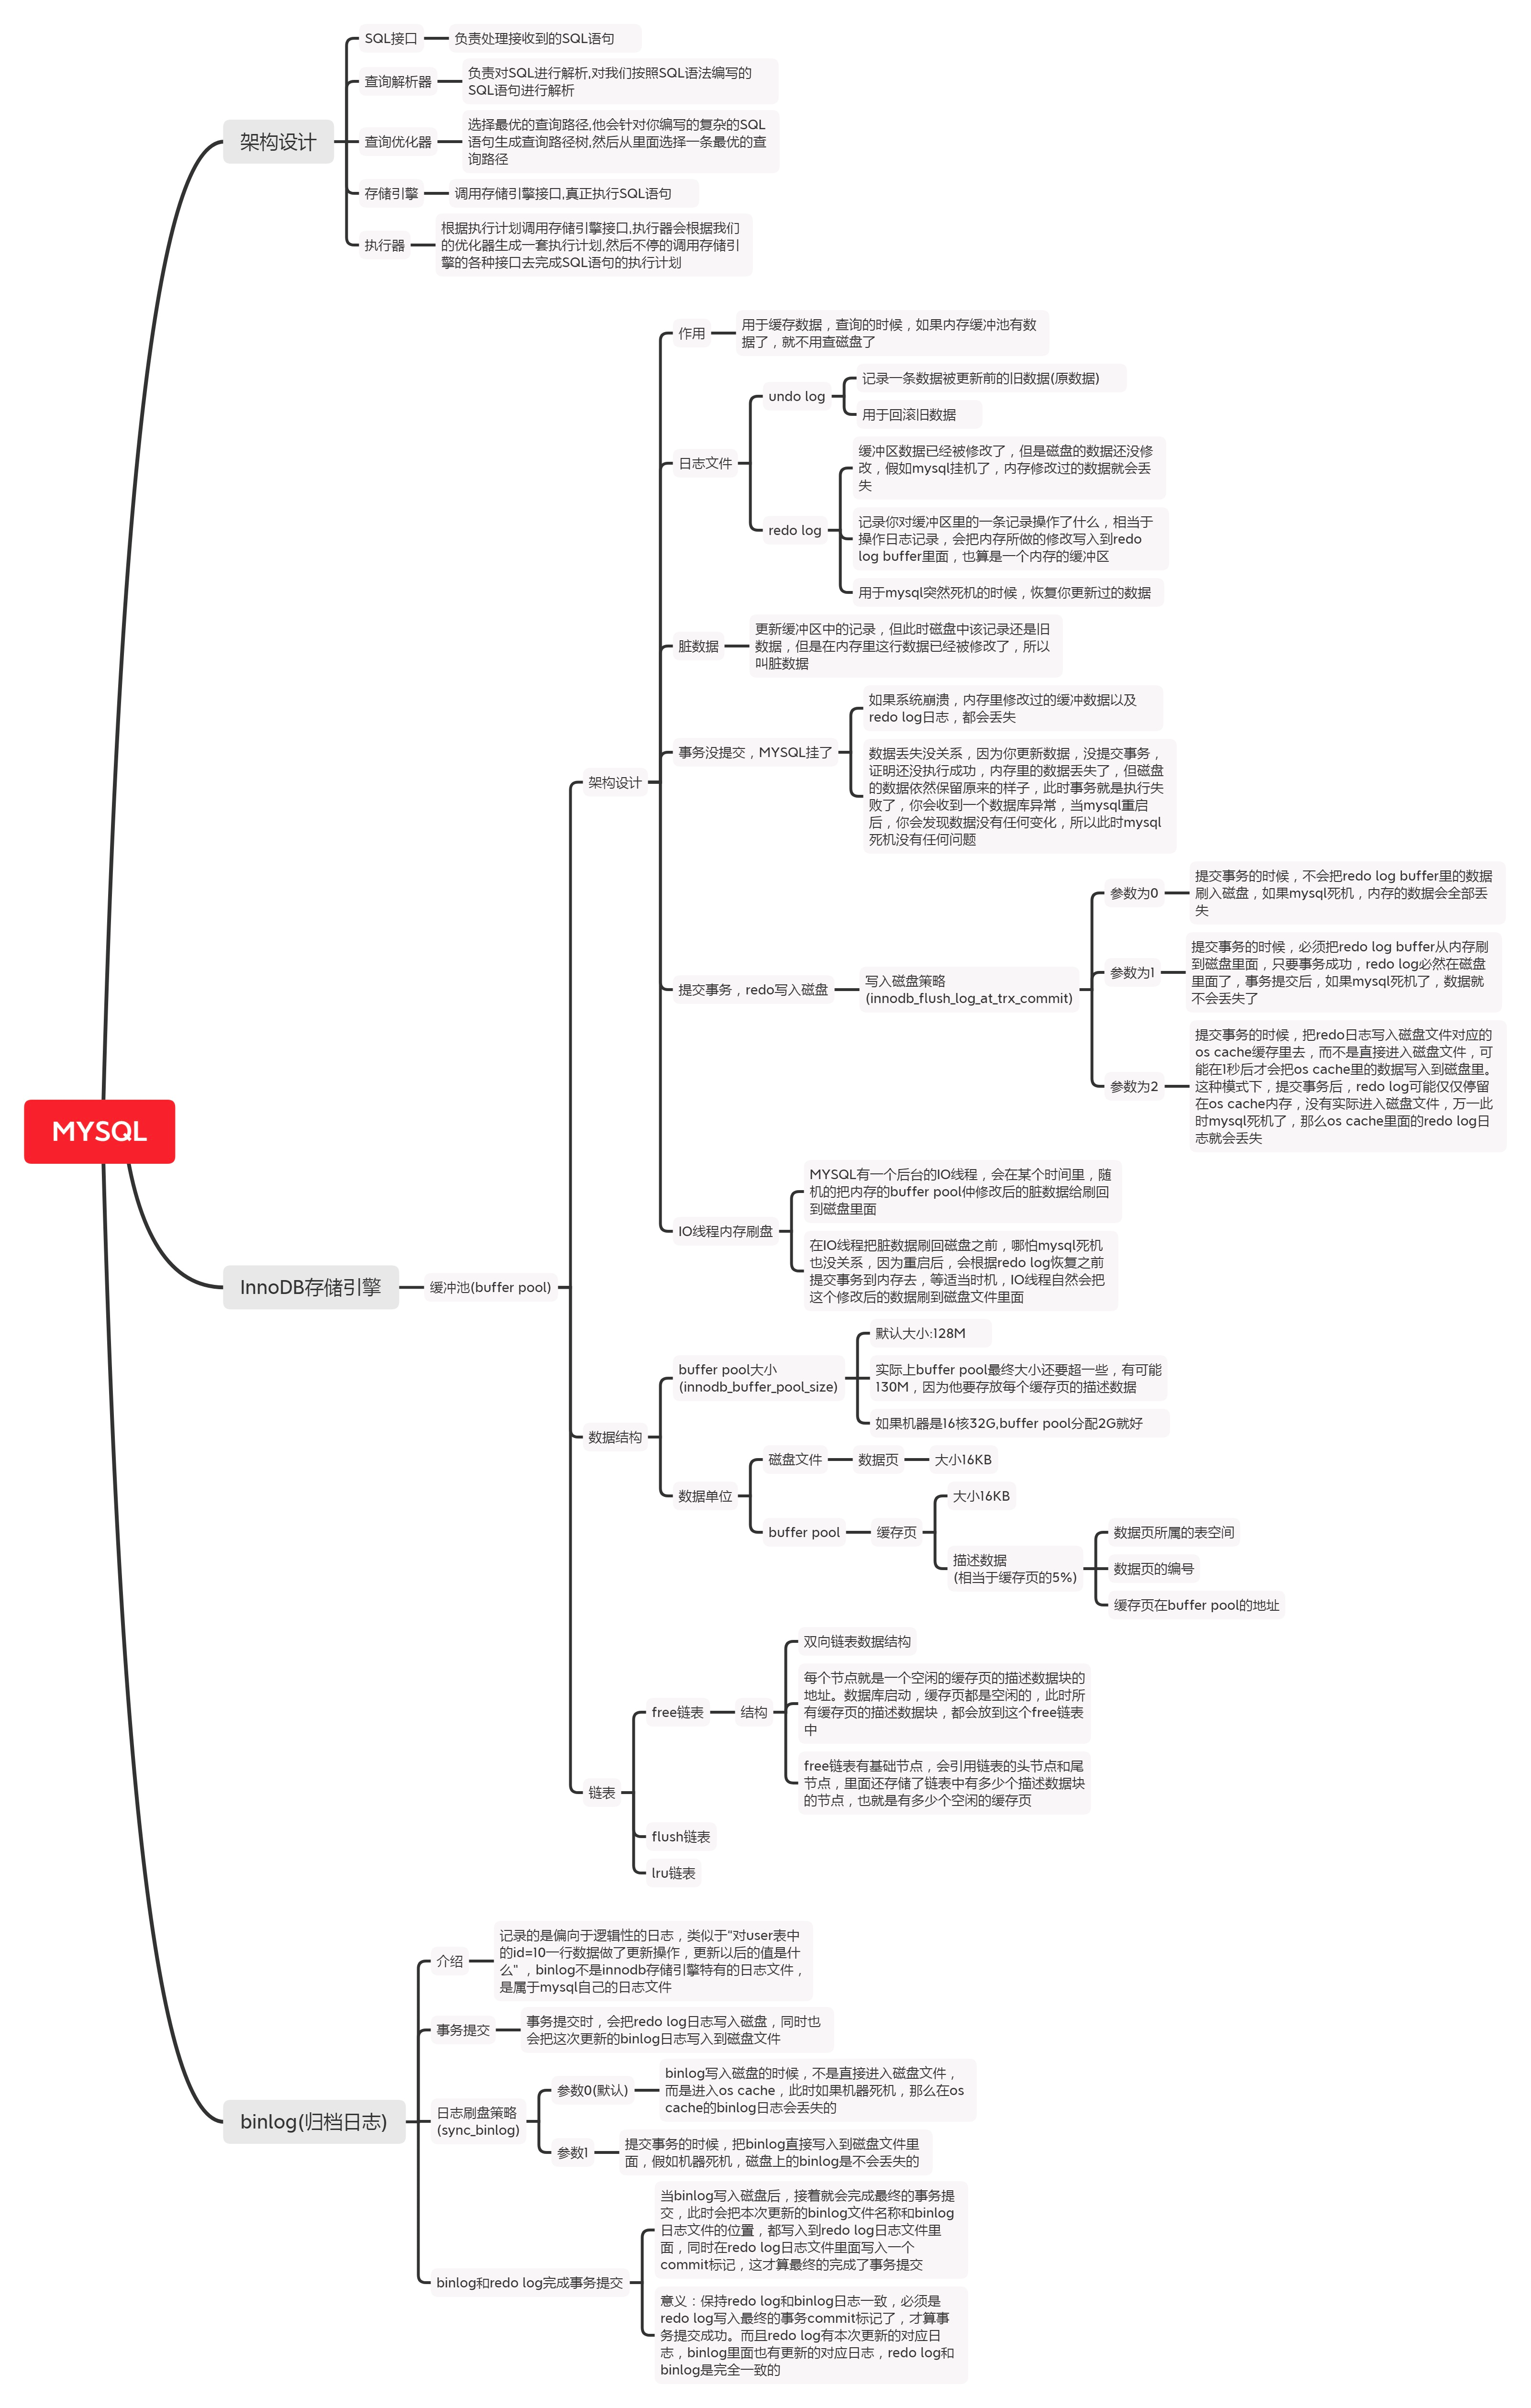 MYSQL
架构设计
SQL接口
负责处理接收到的SQL语句
查询解析器
负责对SQL进行解析,对我们按照SQL语法编写的
SQL语句进行解析
查询优化器
选择最优的查询路径,他会针对你编写的复杂的SQL
语句生成查询路径树,然后从里面选择一条最优的查
询路径
存储引擎
调用存储引擎接口,真正执行SQL语句
执行器
根据执行计划调用存储引擎接口,执行器会根据我们
的优化器生成一套执行计划,然后不停的调用存储引
擎的各种接口去完成SQL语句的执行计划
InnoDB存储引擎
缓冲池(buffer pool)
架构设计
作用
用于缓存数据，查询的时候，如果内存缓冲池有数
据了，就不用查磁盘了
日志文件
undo log
记录一条数据被更新前的旧数据(原数据)
用于回滚旧数据
redo log
缓冲区数据已经被修改了，但是磁盘的数据还没修
改，假如mysql挂机了，内存修改过的数据就会丢
失
记录你对缓冲区里的一条记录操作了什么，相当于
操作日志记录，会把内存所做的修改写入到redo
log buffer里面，也算是一个内存的缓冲区
用于mysql突然死机的时候，恢复你更新过的数据
脏数据
更新缓冲区中的记录，但此时磁盘中该记录还是旧
数据，但是在内存里这行数据已经被修改了，所以
叫脏数据
事务没提交，MYSQL挂了
如果系统崩溃，内存里修改过的缓冲数据以及
redo log日志，都会丢失
数据丢失没关系，因为你更新数据，没提交事务，
证明还没执行成功，内存里的数据丢失了，但磁盘
的数据依然保留原来的样子，此时事务就是执行失
败了，你会收到一个数据库异常，当mysql重启
后，你会发现数据没有任何变化，所以此时mysql
死机没有任何问题
提交事务，redo写入磁盘
写入磁盘策略
(innodb_flush_log_at_trx_commit)
参数为0
提交事务的时候，不会把redo log buffer里的数据
刷入磁盘，如果mysql死机，内存的数据会全部丢
失
参数为1
提交事务的时候，必须把redo log buffer从内存刷
到磁盘里面，只要事务成功，redo log必然在磁盘
里面了，事务提交后，如果mysql死机了，数据就
不会丢失了
参数为2
提交事务的时候，把redo日志写入磁盘文件对应的
os cache缓存里去，而不是直接进入磁盘文件，可
能在1秒后才会把os cache里的数据写入到磁盘里。
这种模式下，提交事务后，redo log可能仅仅停留
在os cache内存，没有实际进入磁盘文件，万一此
时mysql死机了，那么os cache里面的redo log日
志就会丢失
IO线程内存刷盘
MYSQL有一个后台的IO线程，会在某个时间里，随
机的把内存的buffer pool仲修改后的脏数据给刷回
到磁盘里面
在IO线程把脏数据刷回磁盘之前，哪怕mysql死机
也没关系，因为重启后，会根据redo log恢复之前
提交事务到内存去，等适当时机，IO线程自然会把
这个修改后的数据刷到磁盘文件里面
数据结构
buffer pool大小
(innodb_buffer_pool_size)
默认大小:128M
实际上buffer pool最终大小还要超一些，有可能
130M，因为他要存放每个缓存页的描述数据
如果机器是16核32G,buffer pool分配2G就好
数据单位
磁盘文件
数据页
大小16KB
buffer pool
缓存页
大小16KB
描述数据
(相当于缓存页的5%)
数据页所属的表空间
数据页的编号
缓存页在buffer pool的地址
链表
free链表
结构
双向链表数据结构
每个节点就是一个空闲的缓存页的描述数据块的
地址。数据库启动，缓存页都是空闲的，此时所
有缓存页的描述数据块，都会放到这个free链表
中
free链表有基础节点，会引用链表的头节点和尾
节点，里面还存储了链表中有多少个描述数据块
的节点，也就是有多少个空闲的缓存页
flush链表
lru链表
binlog(归档日志)
介绍
记录的是偏向于逻辑性的日志，类似于“对user表中
的id=10一行数据做了更新操作，更新以后的值是什
么” ，binlog不是innodb存储引擎特有的日志文件，
是属于mysql自己的日志文件
事务提交
事务提交时，会把redo log日志写入磁盘，同时也
会把这次更新的binlog日志写入到磁盘文件
日志刷盘策略
(sync_binlog)
参数0(默认)
binlog写入磁盘的时候，不是直接进入磁盘文件，
而是进入os cache，此时如果机器死机，那么在os
cache的binlog日志会丢失的
参数1
提交事务的时候，把binlog直接写入到磁盘文件里
面，假如机器死机，磁盘上的binlog是不会丢失的
binlog和redo log完成事务提交
当binlog写入磁盘后，接着就会完成最终的事务提
交，此时会把本次更新的binlog文件名称和binlog
日志文件的位置，都写入到redo log日志文件里
面，同时在redo log日志文件里面写入一个
commit标记，这才算最终的完成了事务提交
意义：保持redo log和binlog日志一致，必须是
redo log写入最终的事务commit标记了，才算事
务提交成功。而且redo log有本次更新的对应日
志，binlog里面也有更新的对应日志，redo log和
binlog是完全一致的